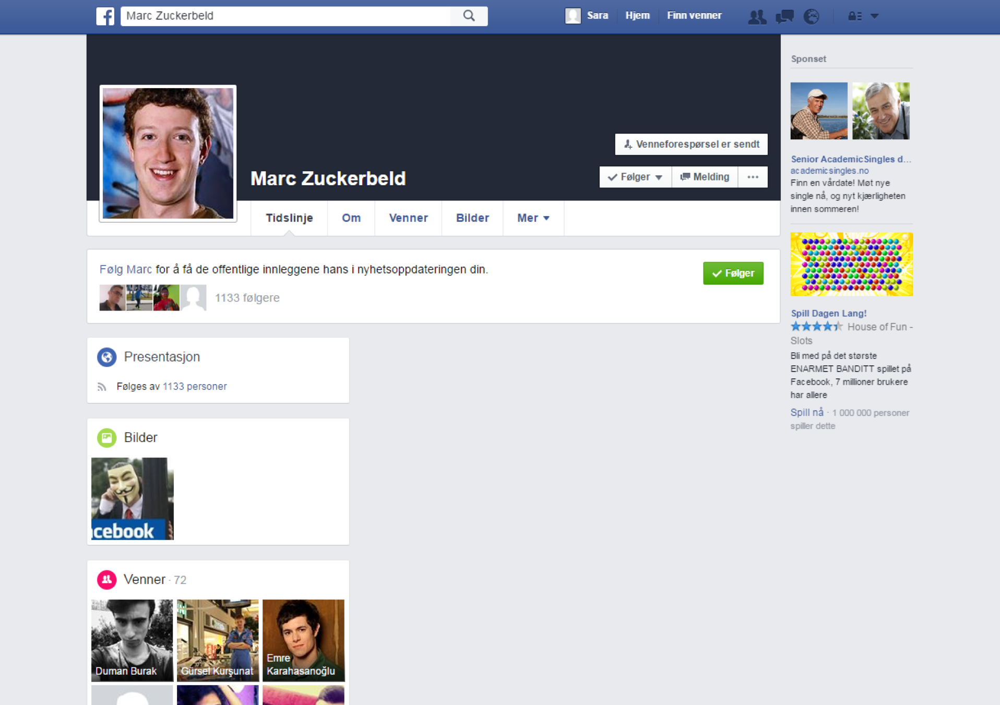 Marc Zuckerbeld
Sara
Hjem
Finn venner
Marc Zuckerbeld
Venneforespørsel er sendt
Følger
Melding
Tidslinje
Om
Venner
Bilder
Mer
Følg Marc for å få de offentlige innleggene hans i nyhetsoppdateringen din.
Følger
1133 følgere
Presentasjon
Følges av 1133 personer
Bilder
cebook
Venner · 72
Duman Burak
Gürsel Kurşunat
Emre
Karahasanoğlu
Sponset
Senior AcademicSingles d...
academicsingles.no
Finn en vårdate! Møt nye
single nå, og nyt kjærligheten
innen sommeren!
Spill Dagen Lang!
House of Fun -
Slots
Bli med på det største
ENARMET BANDITT spillet på
Facebook, 7 millioner brukere
har allere
Spill nå · 1 000 000 personer
spiller dette